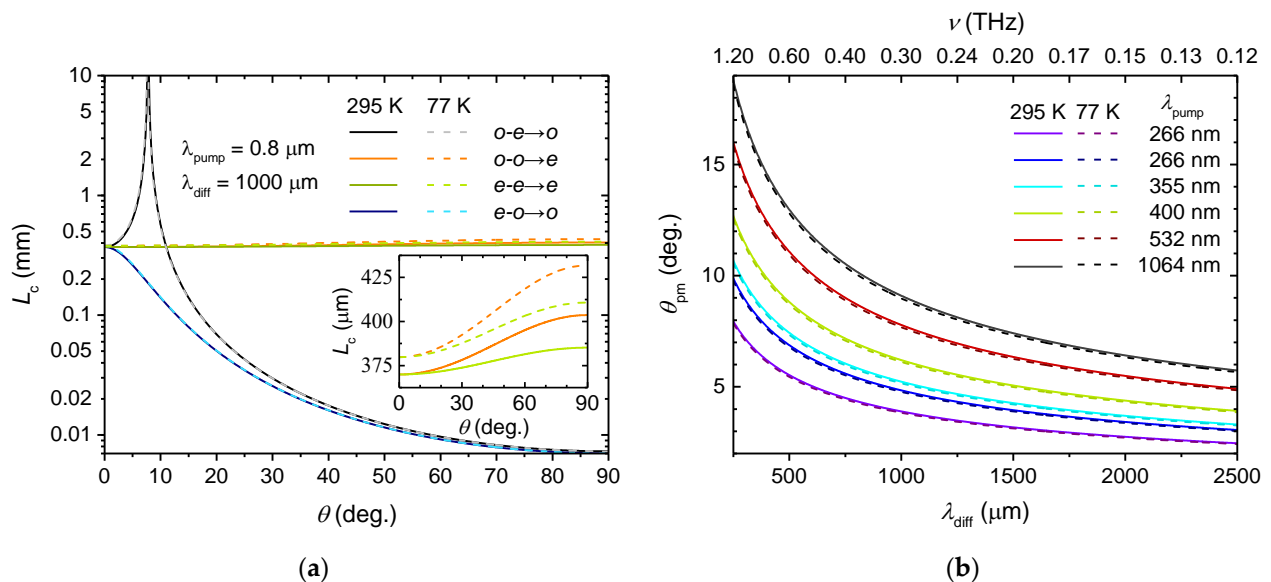 10
5
2
1
0.5
0.2
0.1
0.05
0.02
0.01
L_c (mm)
0 10 20 30 40 50 60 70 80 90
θ (deg.)
295 K 77 K
o-e→o
o-o→e
e-e→e
e-o→o
λ_pump = 0.8 μm
λ_diff = 1000 μm
425
400
375
L_c (μm)
0 30 60 90
θ (deg.)
(a)
ν (THz)
1.20 0.60 0.40 0.30 0.24 0.20 0.17 0.15 0.13 0.12
15
10
5
θ_pm (deg.)
295 K 77 K λ_pump
266 nm
266 nm
355 nm
400 nm
532 nm
1064 nm
500 1000 1500 2000 2500
λ_diff (μm)
(b)